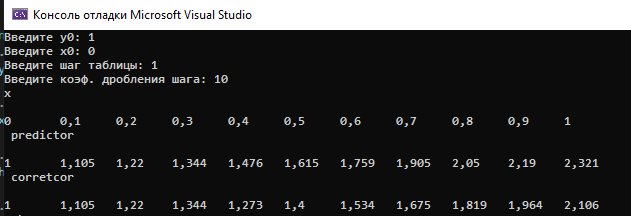 Консоль отладки Microsoft Visual Studio
Введите y0: 1
Введите x0: 0
Введите шаг таблицы: 1
Введите коэф. дробления шага: 10
x
0 0,1 0,2 0,3 0,4 0,5 0,6 0,7 0,8 0,9 1
predictor
1 1,105 1,22 1,344 1,476 1,615 1,759 1,905 2,05 2,19 2,321
corretcor
1 1,105 1,22 1,344 1,273 1,4 1,534 1,675 1,819 1,964 2,106